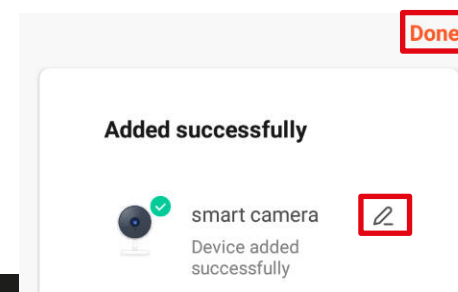 Done
Added successfully
smart camera
Device added
successfully